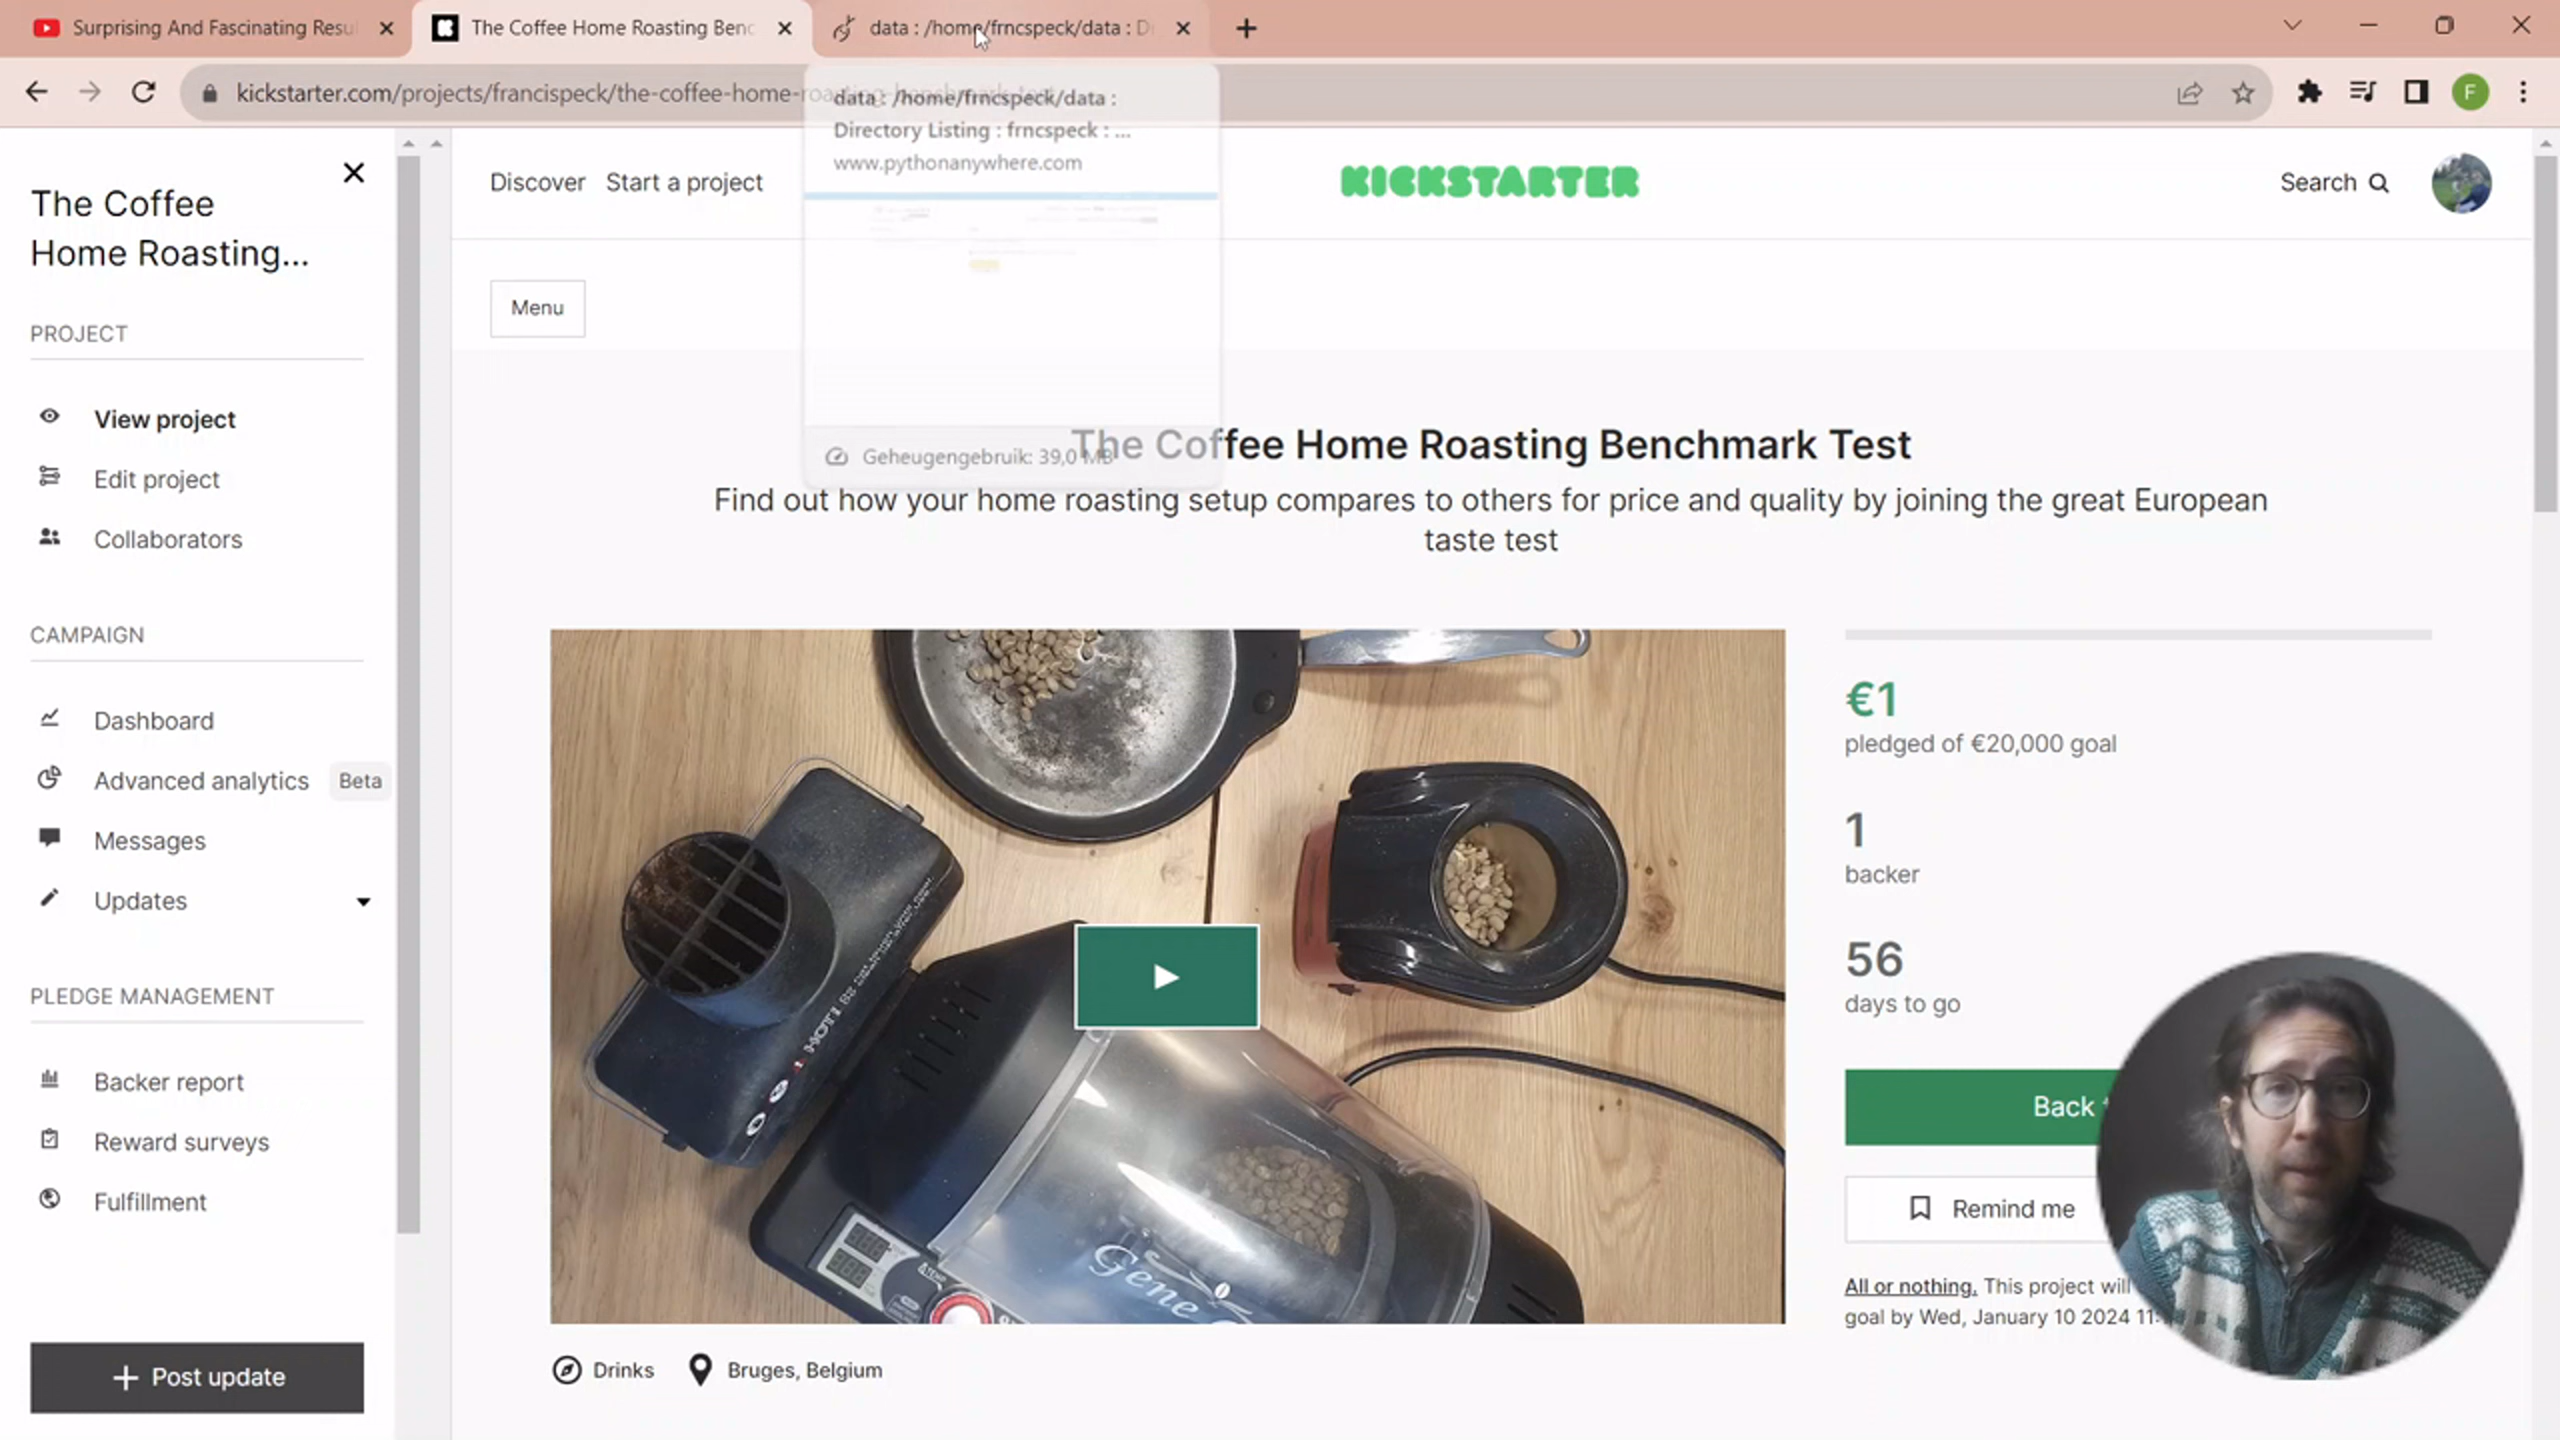 Surprising And Fascinating Resu
The Coffee Home Roasting Benc
data : /home/frncspeck/data : D
kickstarter.com/projects/francispeck/the-coffee-home-roasting-benchmark-test
data : /home/frncspeck/data :
Directory Listing : frncspeck : ...
www.pythonanywhere.com
Geheugengebruik: 39,0 MB
F
The Coffee
Home Roasting...
PROJECT
View project
Edit project
Collaborators
CAMPAIGN
Dashboard
Advanced analytics Beta
Messages
Updates
PLEDGE MANAGEMENT
Backer report
Reward surveys
Fulfillment
+ Post update
Discover Start a project
KICKSTARTER
Search
Menu
The Coffee Home Roasting Benchmark Test
Find out how your home roasting setup compares to others for price and quality by joining the great European
taste test
Gene
€1
pledged of €20,000 goal
1
backer
56
days to go
Back
Remind me
All or nothing. This project will
goal by Wed, January 10 2024 11:
Drinks Bruges, Belgium